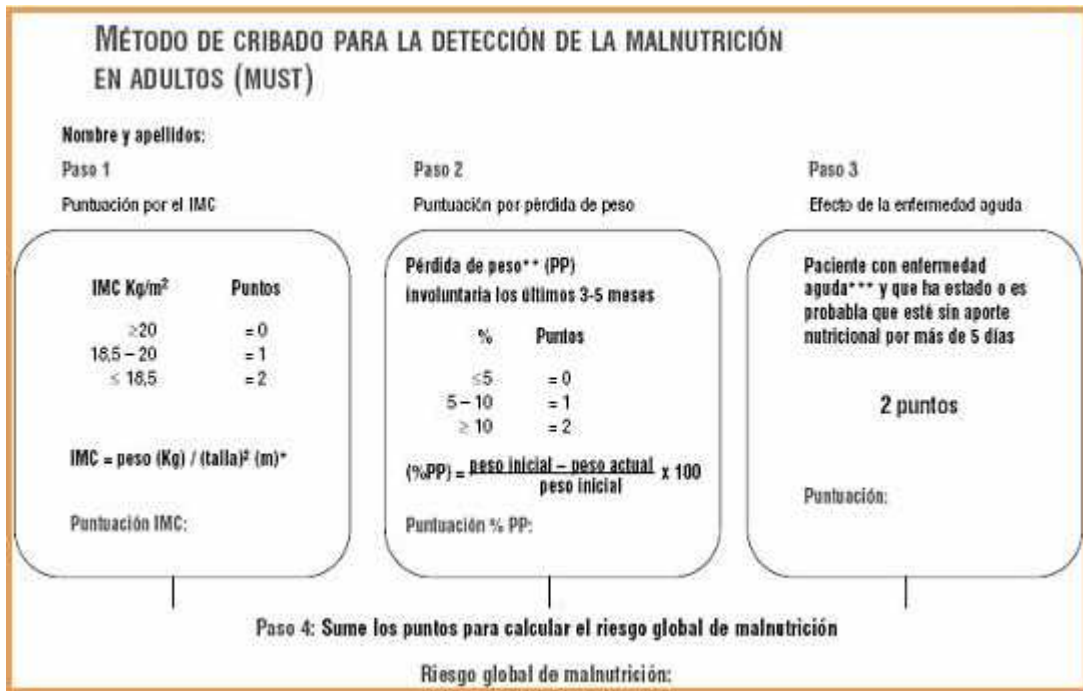 MÉTODO DE CRIBADO PARA LA DETECCIÓN DE LA MALNUTRICIÓN
EN ADULTOS (MUST)
Nombre y apellidos:
Paso 1
Puntuación por el IMC
IMC Kg/m² Puntos
≥20 = 0
18,5 – 20 = 1
≤ 18,5 = 2
IMC = peso (Kg) / (talla)² (m)*
Puntuación IMC:
Paso 2
Puntuación por pérdida de peso
Pérdida de peso** (PP)
involuntaria los últimos 3-5 meses
% Puntos
≤5 = 0
5 – 10 = 1
≥ 10 = 2
(%PP) = peso inicial – peso actual x 100
peso inicial
Puntuación % PP:
Paso 3
Efecto de la enfermedad aguda
Paciente con enfermedad
aguda*** y que ha estado o es
probabla que esté sin aporte
nutricional por más de 5 días
2 puntos
Puntuación:
Paso 4: Sume los puntos para calcular el riesgo global de malnutrición
Riesgo global de malnutrición: